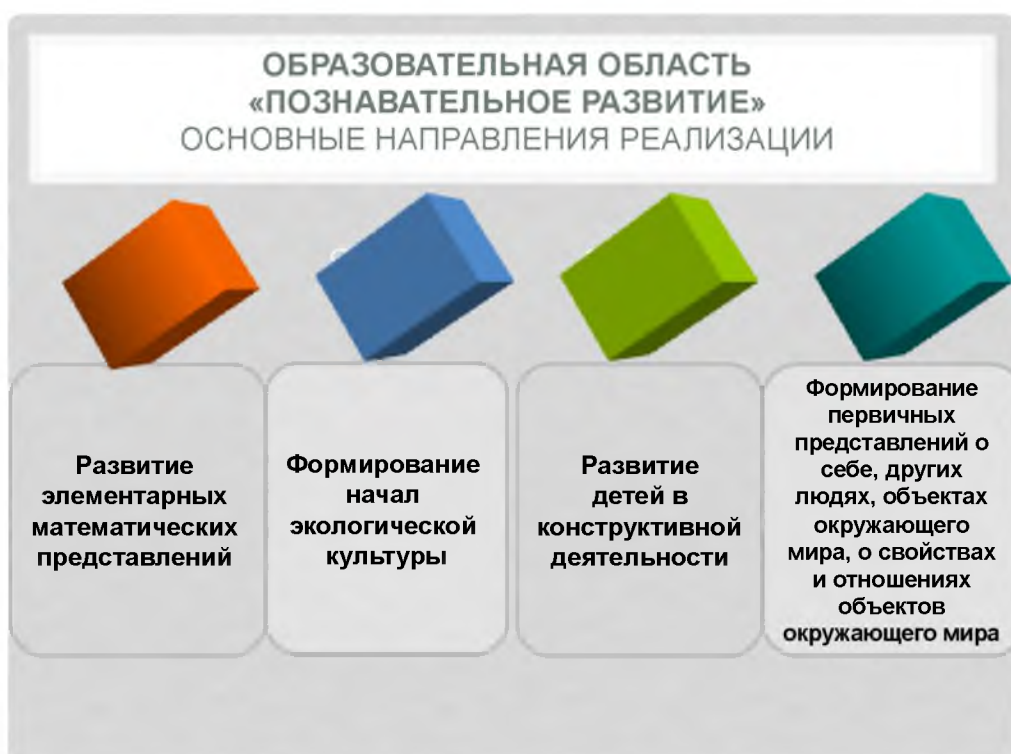 ОБРАЗОВАТЕЛЬНАЯ ОБЛАСТЬ
«ПОЗНАВАТЕЛЬНОЕ РАЗВИТИЕ»
ОСНОВНЫЕ НАПРАВЛЕНИЯ РЕАЛИЗАЦИИ
Развитие
элементарных
математических
представлений
Формирование
начал
экологической
культуры
Развитие
детей в
конструктивной
деятельности
Формирование
первичных
представлений о
себе, других
людях, объектах
окружающего
мира, о свойствах
и отношениях
объектов
окружающего мира